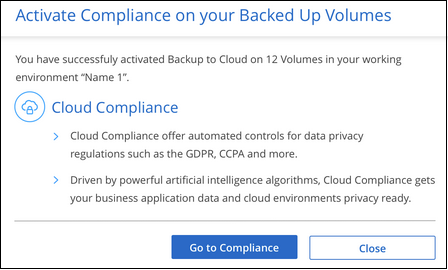 Activate Compliance on your Backed Up Volumes
You have successfuly activated Backup to Cloud on 12 Volumes in your working
environment “Name 1”.
Cloud Compliance
Cloud Compliance offer automated controls for data privacy
regulations such as the GDPR, CCPA and more.
Driven by powerful artificial intelligence algorithms, Cloud Compliance gets
your business application data and cloud environments privacy ready.
Go to Compliance
Close